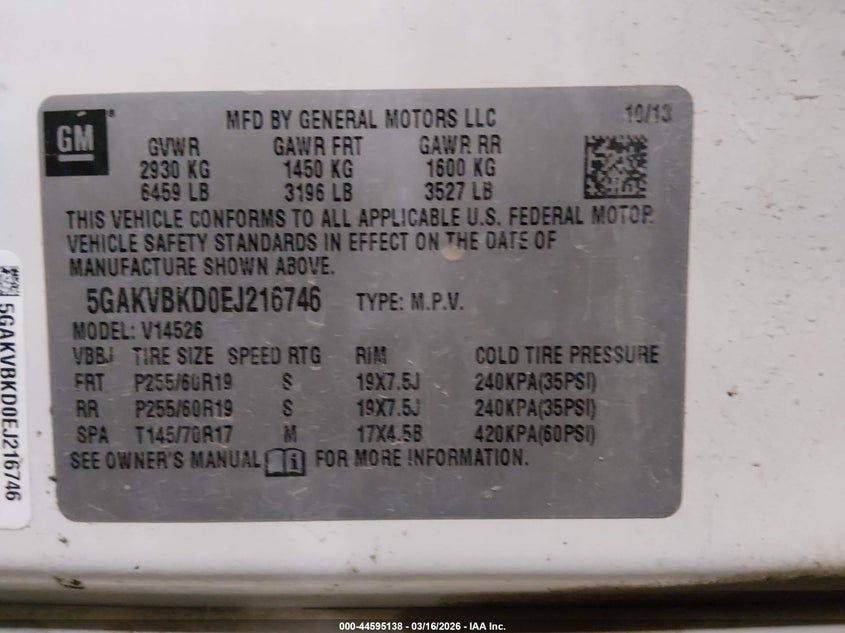 GM®
MFD BY GENERAL MOTORS LLC 10/13
GVWR GAWR FRT GAWR RR
2930 KG 1450 KG 1600 KG
6459 LB 3196 LB 3527 LB
THIS VEHICLE CONFORMS TO ALL APPLICABLE U.S. FEDERAL MOTOR
VEHICLE SAFETY STANDARDS IN EFFECT ON THE DATE OF
MANUFACTURE SHOWN ABOVE.
5GAKVBKD0EJ216746 TYPE: M.P.V.
MODEL: V14526
VBBJ TIRE SIZE SPEED RTG RIM COLD TIRE PRESSURE
FRT P255/60R19 S 19X7.5J 240KPA(35PSI)
RR P255/60R19 S 19X7.5J 240KPA(35PSI)
SPA T145/70R17 M 17X4.5B 420KPA(60PSI)
SEE OWNER'S MANUAL FOR MORE INFORMATION.
5GAKVBKD0EJ216746
000-44595138 - 03/16/2026 - IAA Inc.